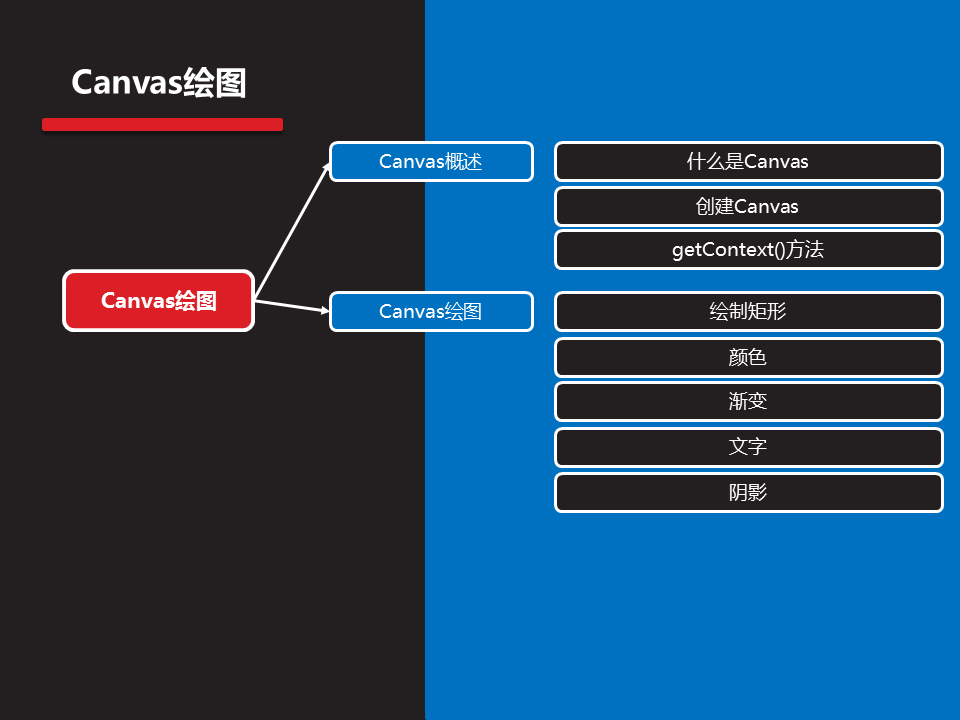 Canvas绘图
Canvas绘图
Canvas概述
什么是Canvas
创建Canvas
getContext()方法
Canvas绘图
绘制矩形
颜色
渐变
文字
阴影